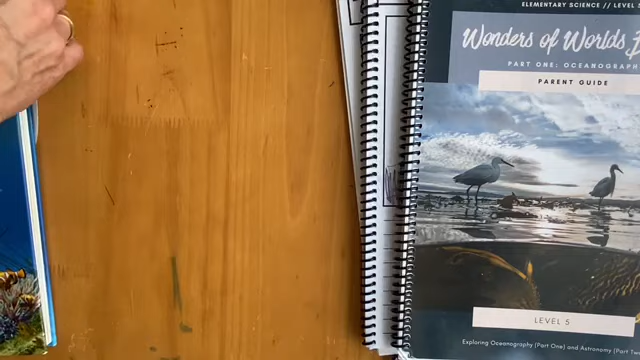 ELEMENTARY SCIENCE // LEVEL 5
Wonders of Worlds
PART ONE: OCEANOGRAPH
PARENT GUIDE
LEVEL 5
Exploring Oceanography (Part One) and Astronomy (Part